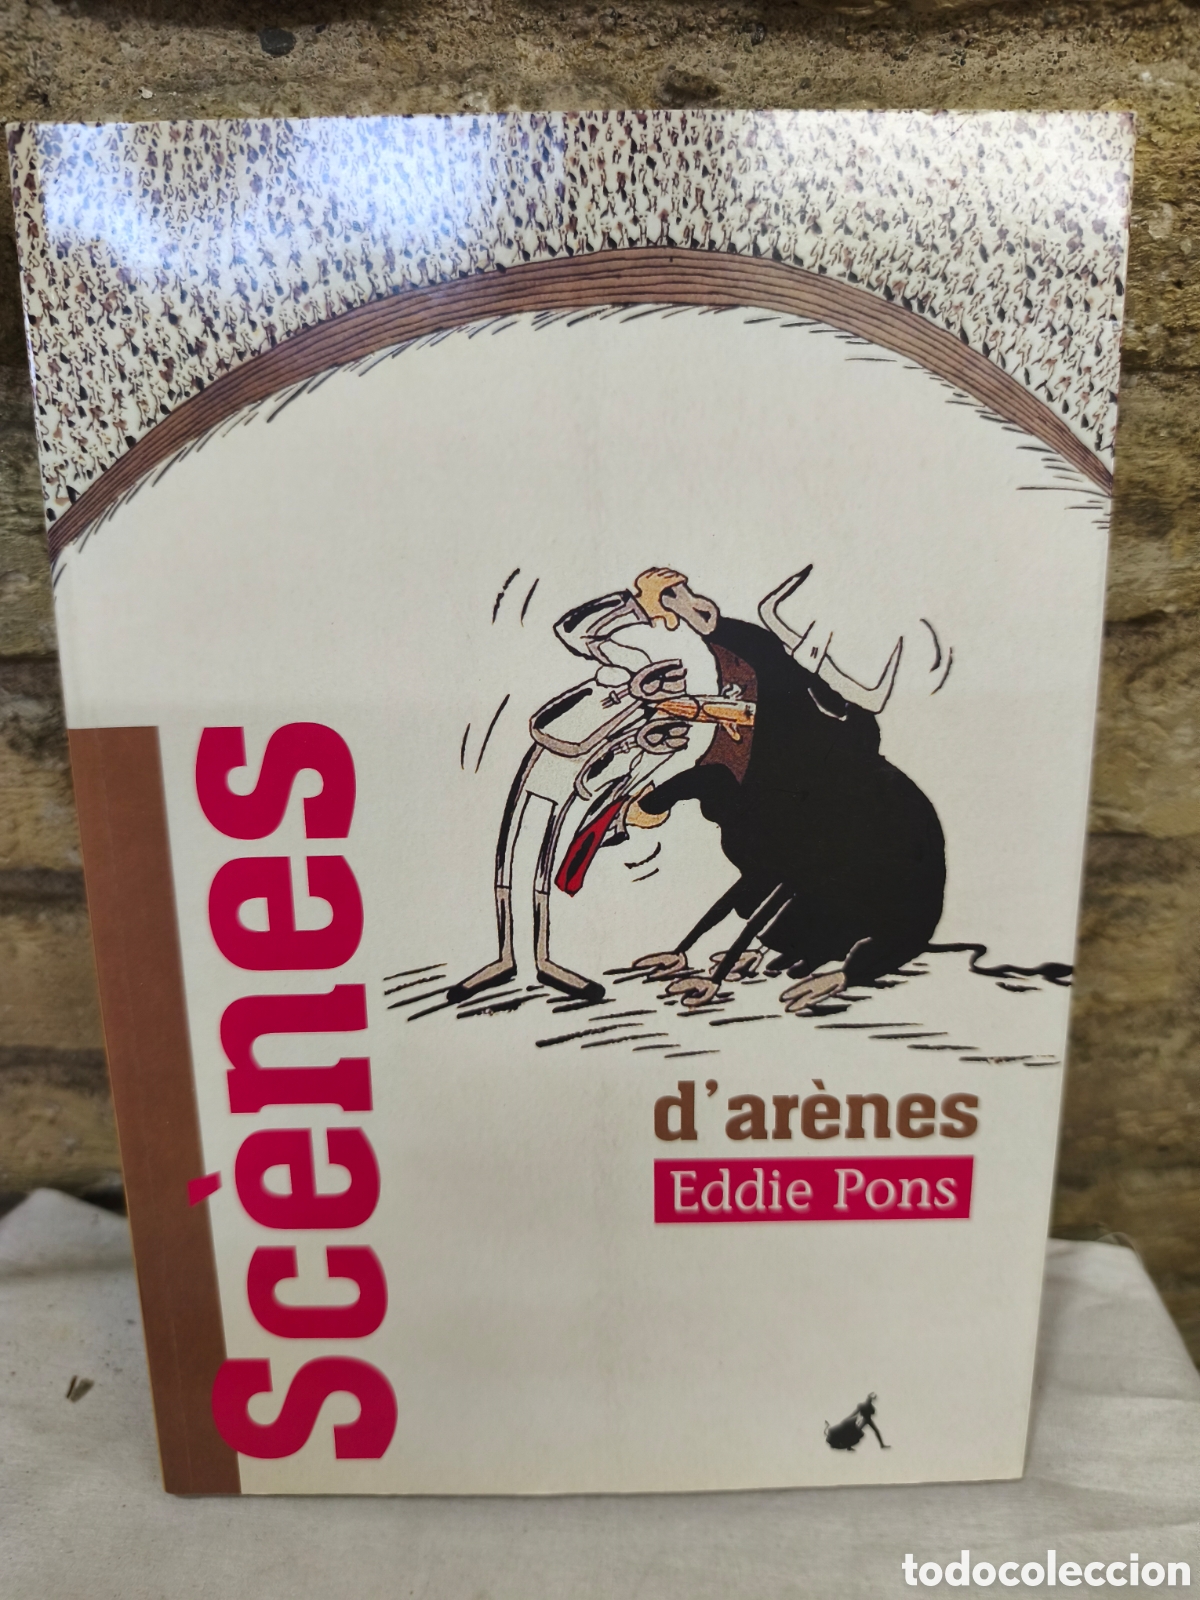 Scènes
d'arènes
Eddie Pons
todocoleccion